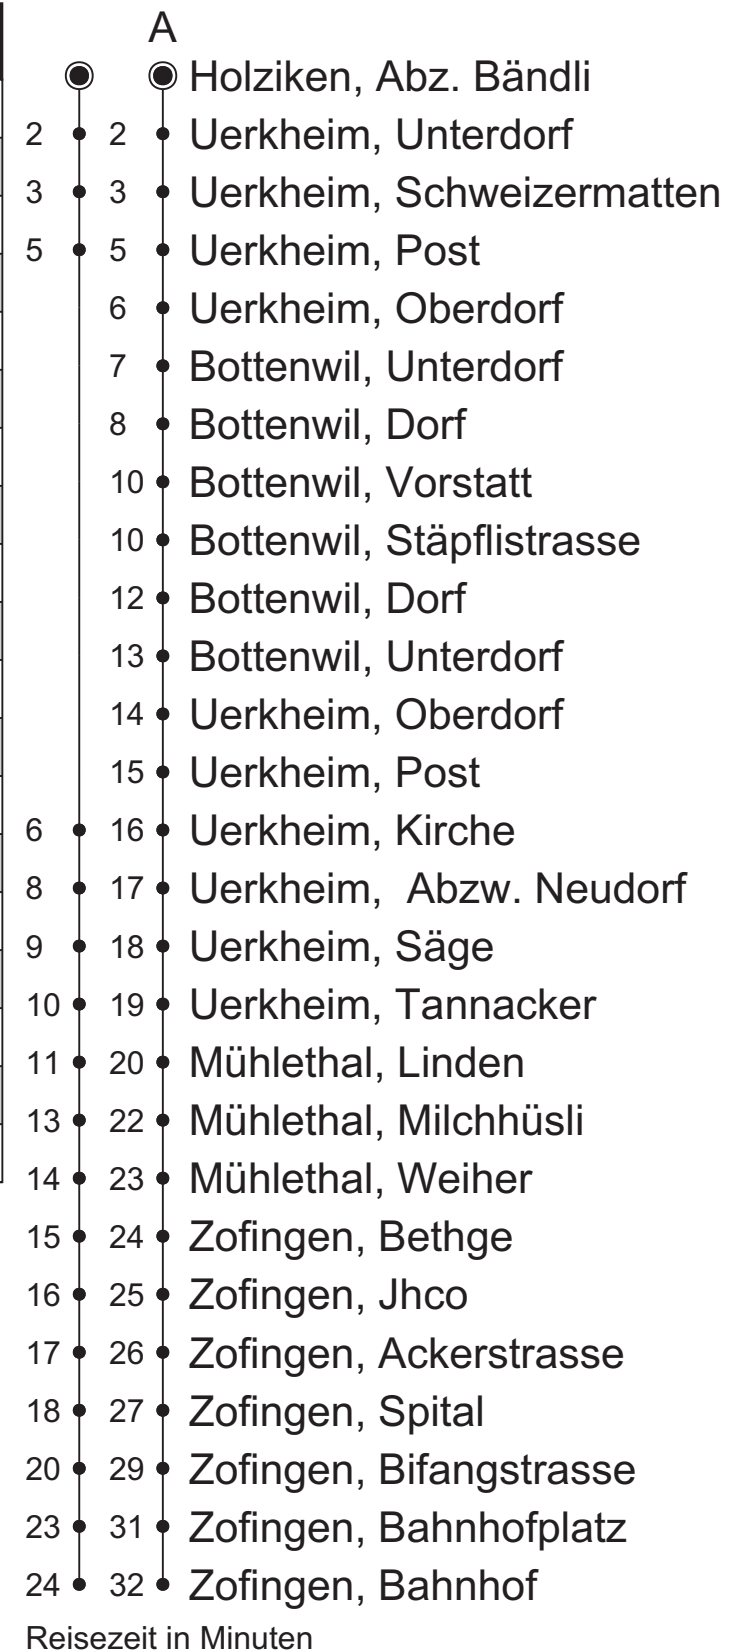 A
Holziken, Abz. Bändli
2 2 Uerkheim, Unterdorf
3 3 Uerkheim, Schweizermatten
5 5 Uerkheim, Post
6 Uerkheim, Oberdorf
7 Bottenwil, Unterdorf
8 Bottenwil, Dorf
10 Bottenwil, Vorstatt
10 Bottenwil, Stäpflistrasse
12 Bottenwil, Dorf
13 Bottenwil, Unterdorf
14 Uerkheim, Oberdorf
15 Uerkheim, Post
6 16 Uerkheim, Kirche
8 17 Uerkheim, Abzw. Neudorf
9 18 Uerkheim, Säge
10 19 Uerkheim, Tannacker
11 20 Mühlethal, Linden
13 22 Mühlethal, Milchhüsli
14 23 Mühlethal, Weiher
15 24 Zofingen, Bethge
16 25 Zofingen, Jhco
17 26 Zofingen, Ackerstrasse
18 27 Zofingen, Spital
20 29 Zofingen, Bifangstrasse
23 31 Zofingen, Bahnhofplatz
24 32 Zofingen, Bahnhof
Reisezeit in Minuten